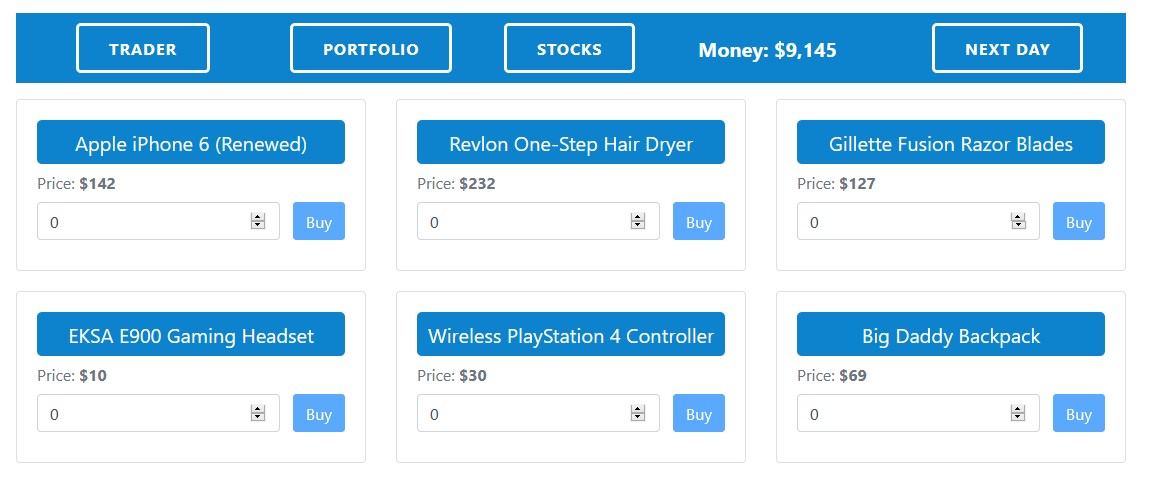 TRADER PORTFOLIO STOCKS Money: $9,145 NEXT DAY
Apple iPhone 6 (Renewed) Revlon One-Step Hair Dryer Gillette Fusion Razor Blades
Price: $142 Price: $232 Price: $127
0 Buy 0 Buy 0 Buy
EKSA E900 Gaming Headset Wireless PlayStation 4 Controller Big Daddy Backpack
Price: $10 Price: $30 Price: $69
0 Buy 0 Buy 0 Buy